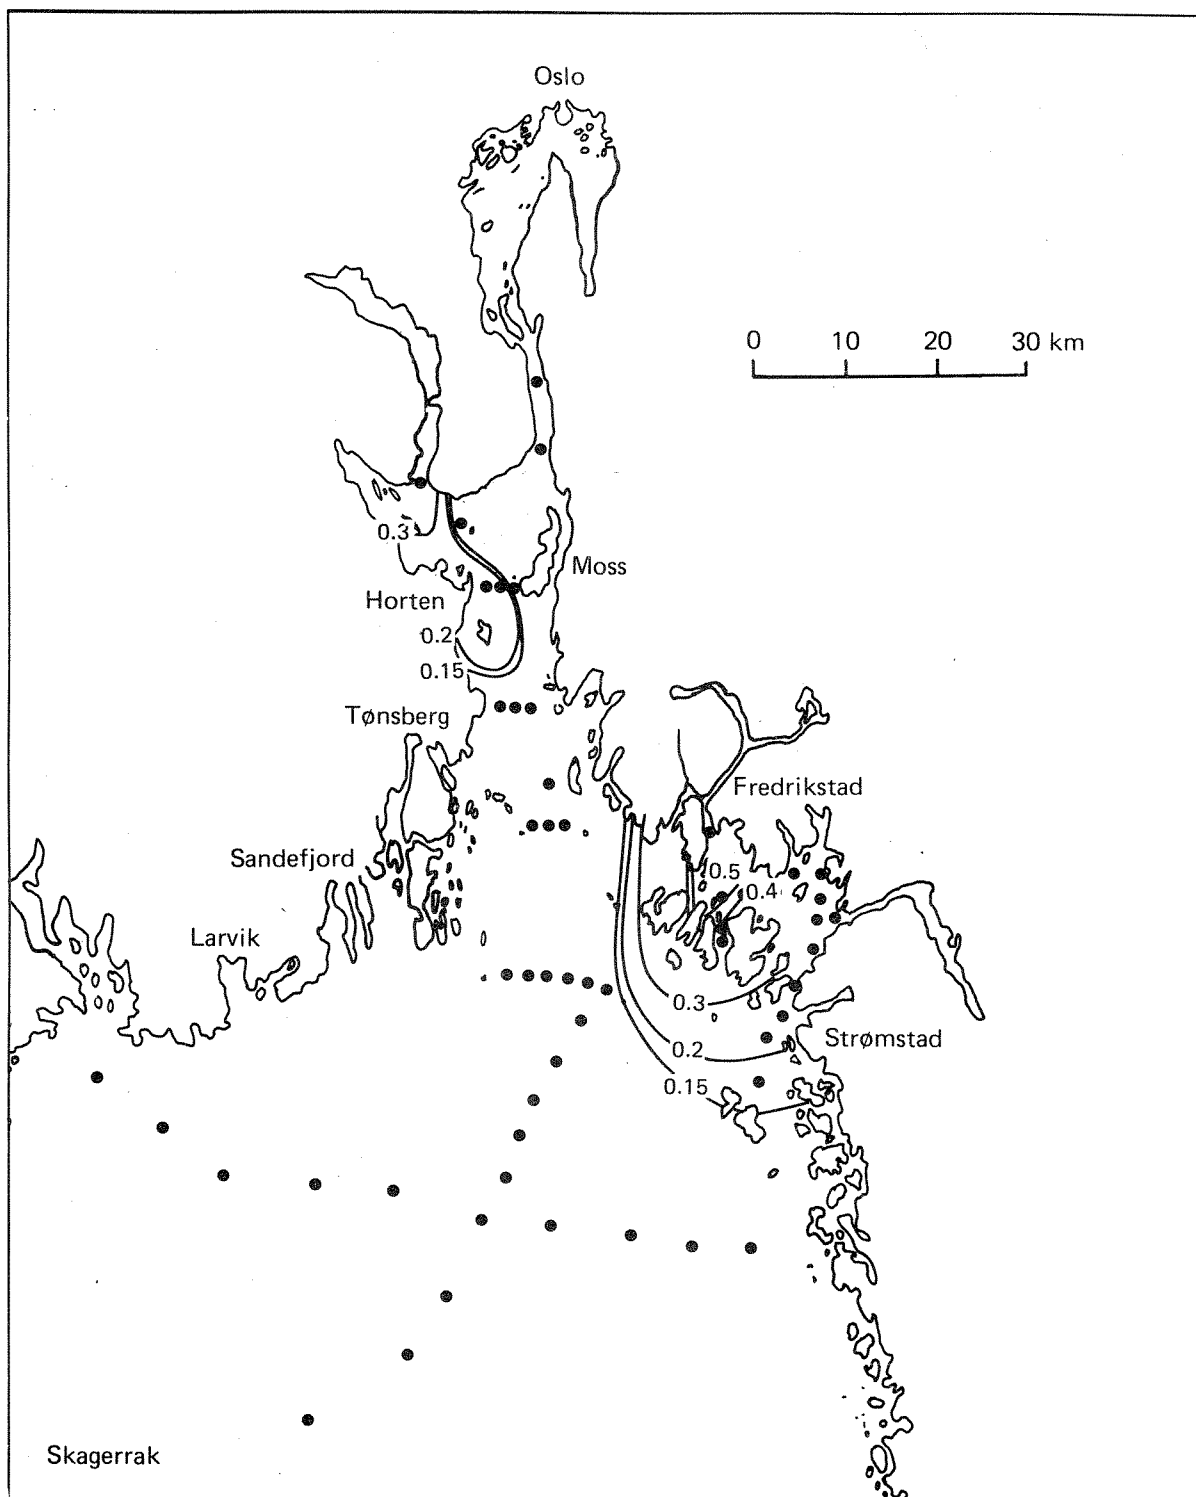 Oslo
0 10 20 30 km
0.3
Moss
Horten
0.2
0.15
Tønsberg
Fredrikstad
Sandefjord
0.5
0.4
Larvik
0.3
Strømstad
0.2
0.15
Skagerrak